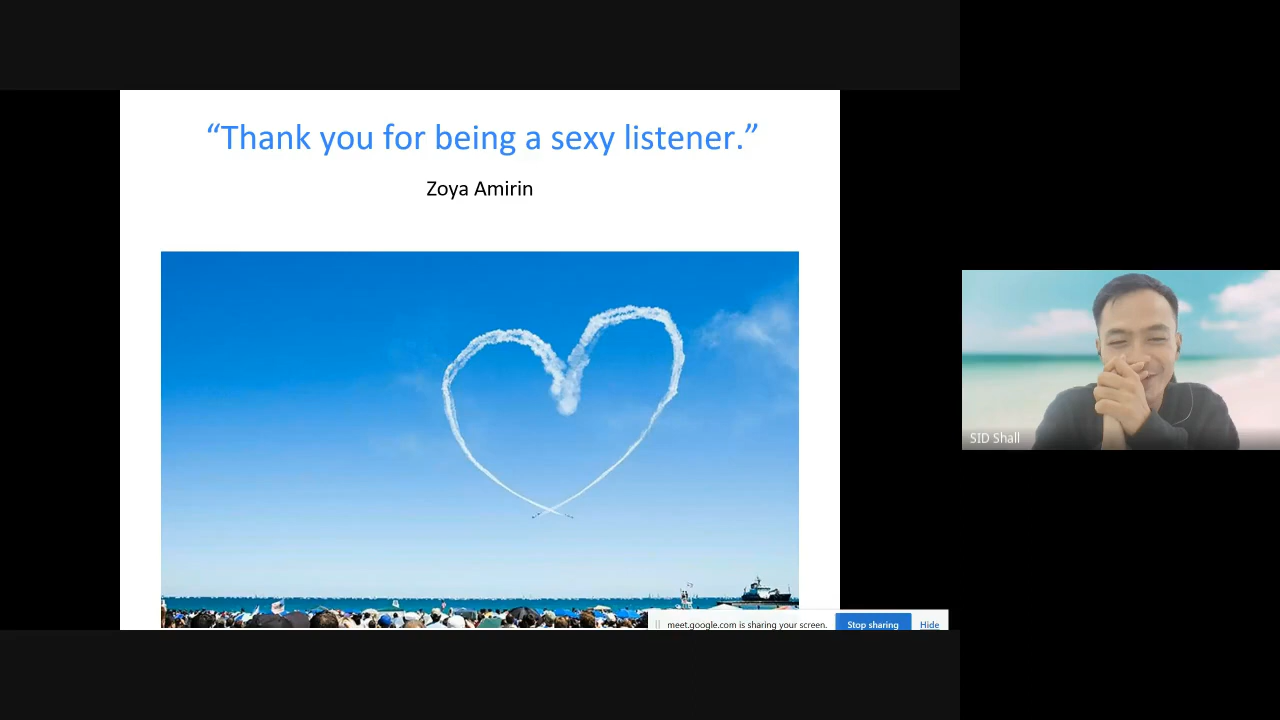 “Thank you for being a sexy listener.”
Zoya Amirin
SID Shall
meet.google.com is sharing your screen.
Stop sharing
Hide